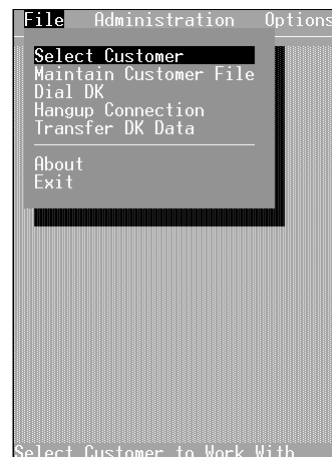 File Administration Options
Select Customer
Maintain Customer File
Dial DK
Hangup Connection
Transfer DK Data
About
Exit
Select Customer to Work With